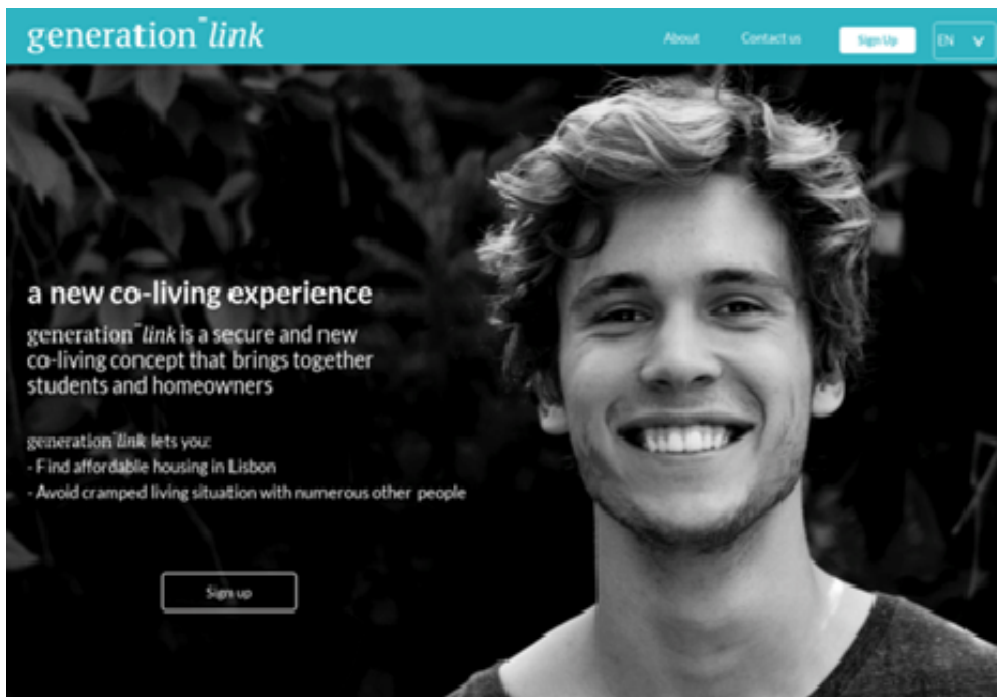 generation‾link
About
Contact us
Sign Up
EN
a new co-living experience
generation‾link is a secure and new
co-living concept that brings together
students and homeowners
generation‾link lets you:
- Find affordable housing in Lisbon
- Avoid cramped living situation with numerous other people
Sign up